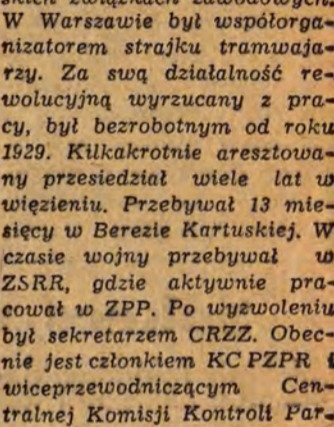 skich związkach zawodowych.
W Warszawie był współorga-
nizatorem strajku tramwaja-
rzy. Za swą działalność re-
wolucyjną wyrzucany z pra-
cy, był bezrobotnym od roku
1929. Kilkakrotnie aresztowa-
ny przesiedział wiele lat w
więzieniu. Przebywał 13 mie-
sięcy w Berezie Kartuskiej. W
czasie wojny przebywał w
ZSRR, gdzie aktywnie pra-
cował w ZPP. Po wyzwoleniu
był sekretarzem CRZZ. Obec-
nie jest członkiem KC PZPR i
wiceprzewodniczącym Cen-
tralnej Komisji Kontroli Par-